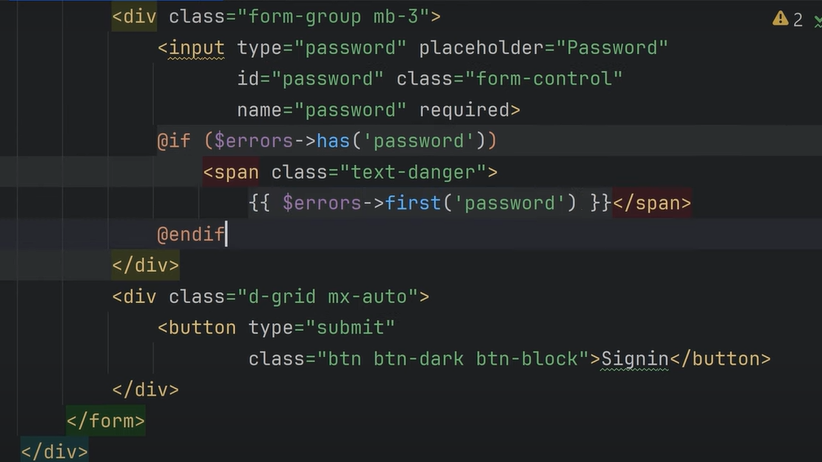 <div class="form-group mb-3">
2
<input type="password" placeholder="Password"
id="password" class="form-control"
name="password" required>
@if ($errors->has('password'))
<span class="text-danger">
{{ $errors->first('password') }}</span>
@endif
</div>
<div class="d-grid mx-auto">
<button type="submit"
class="btn btn-dark btn-block">Signin</button>
</div>
</form>
</div>